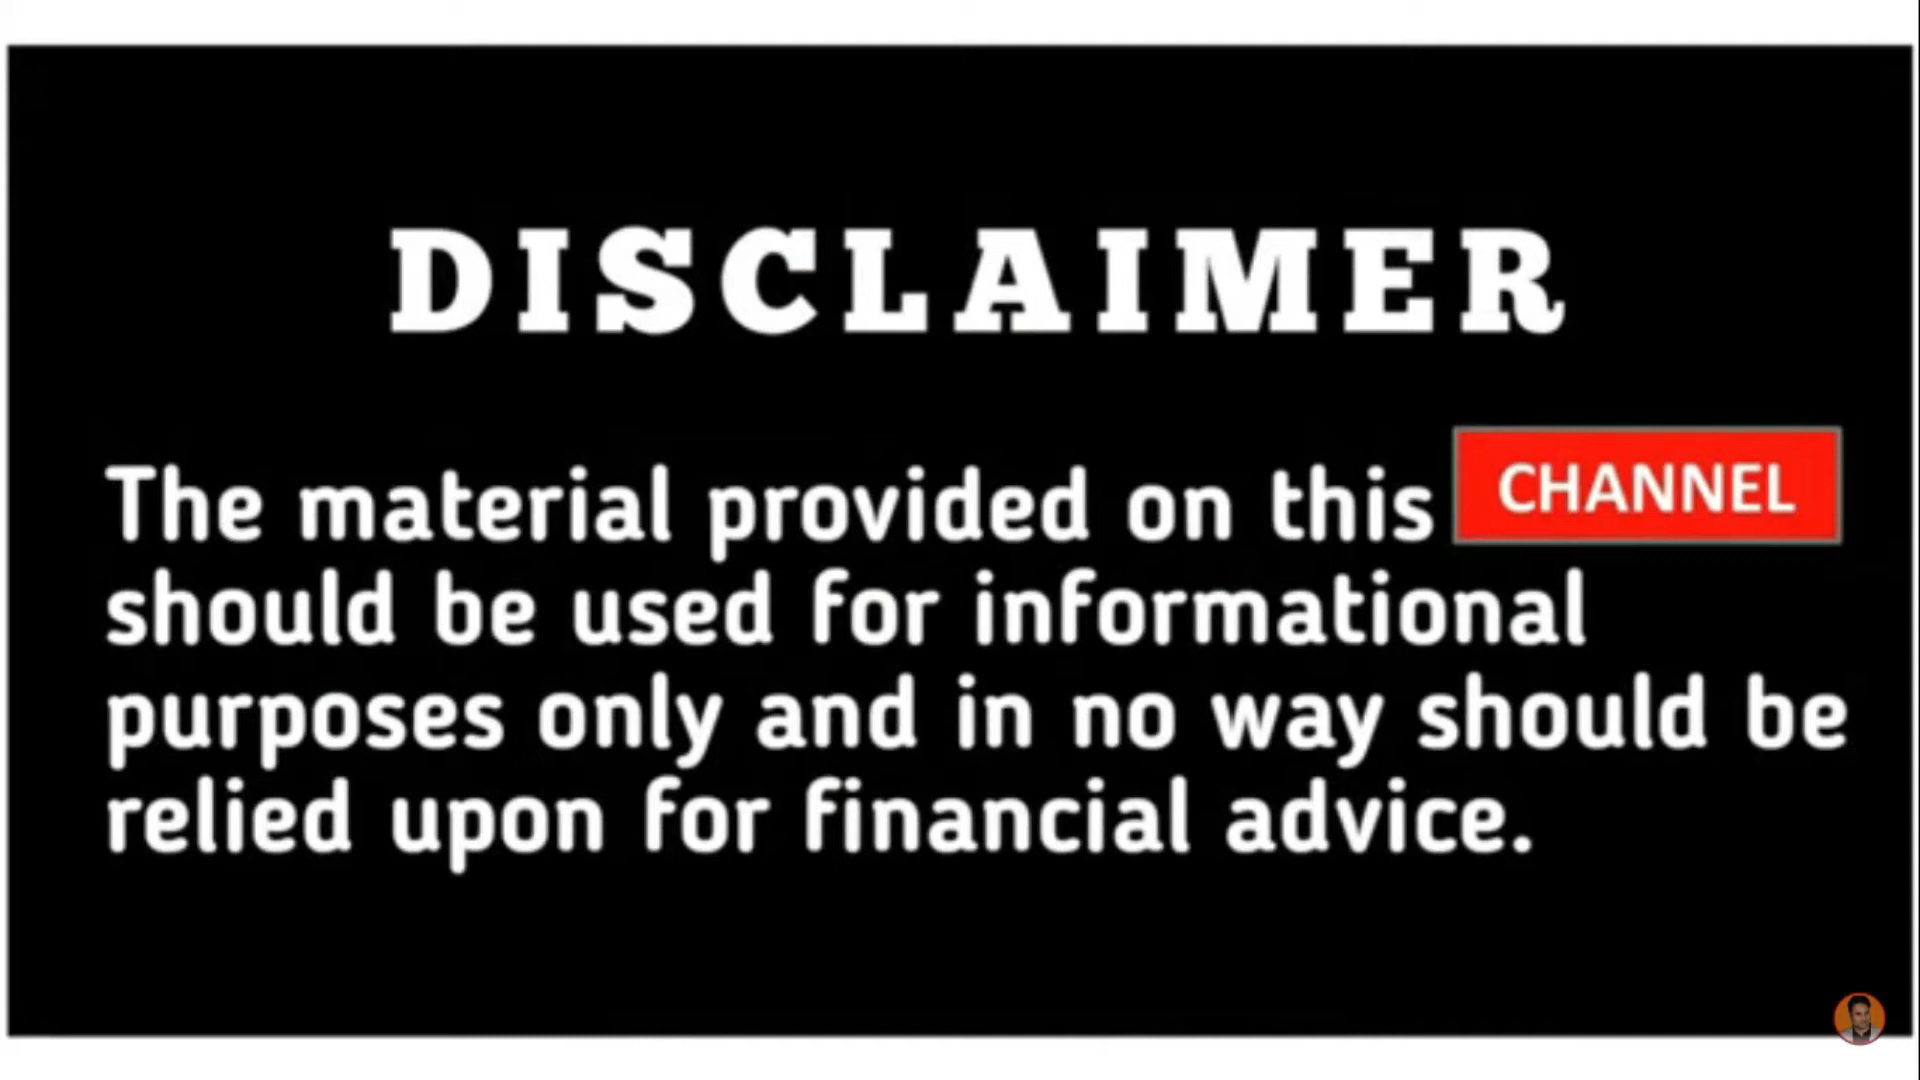 DISCLAIMER
The material provided on this CHANNEL
should be used for informational
purposes only and in no way should be
relied upon for financial advice.